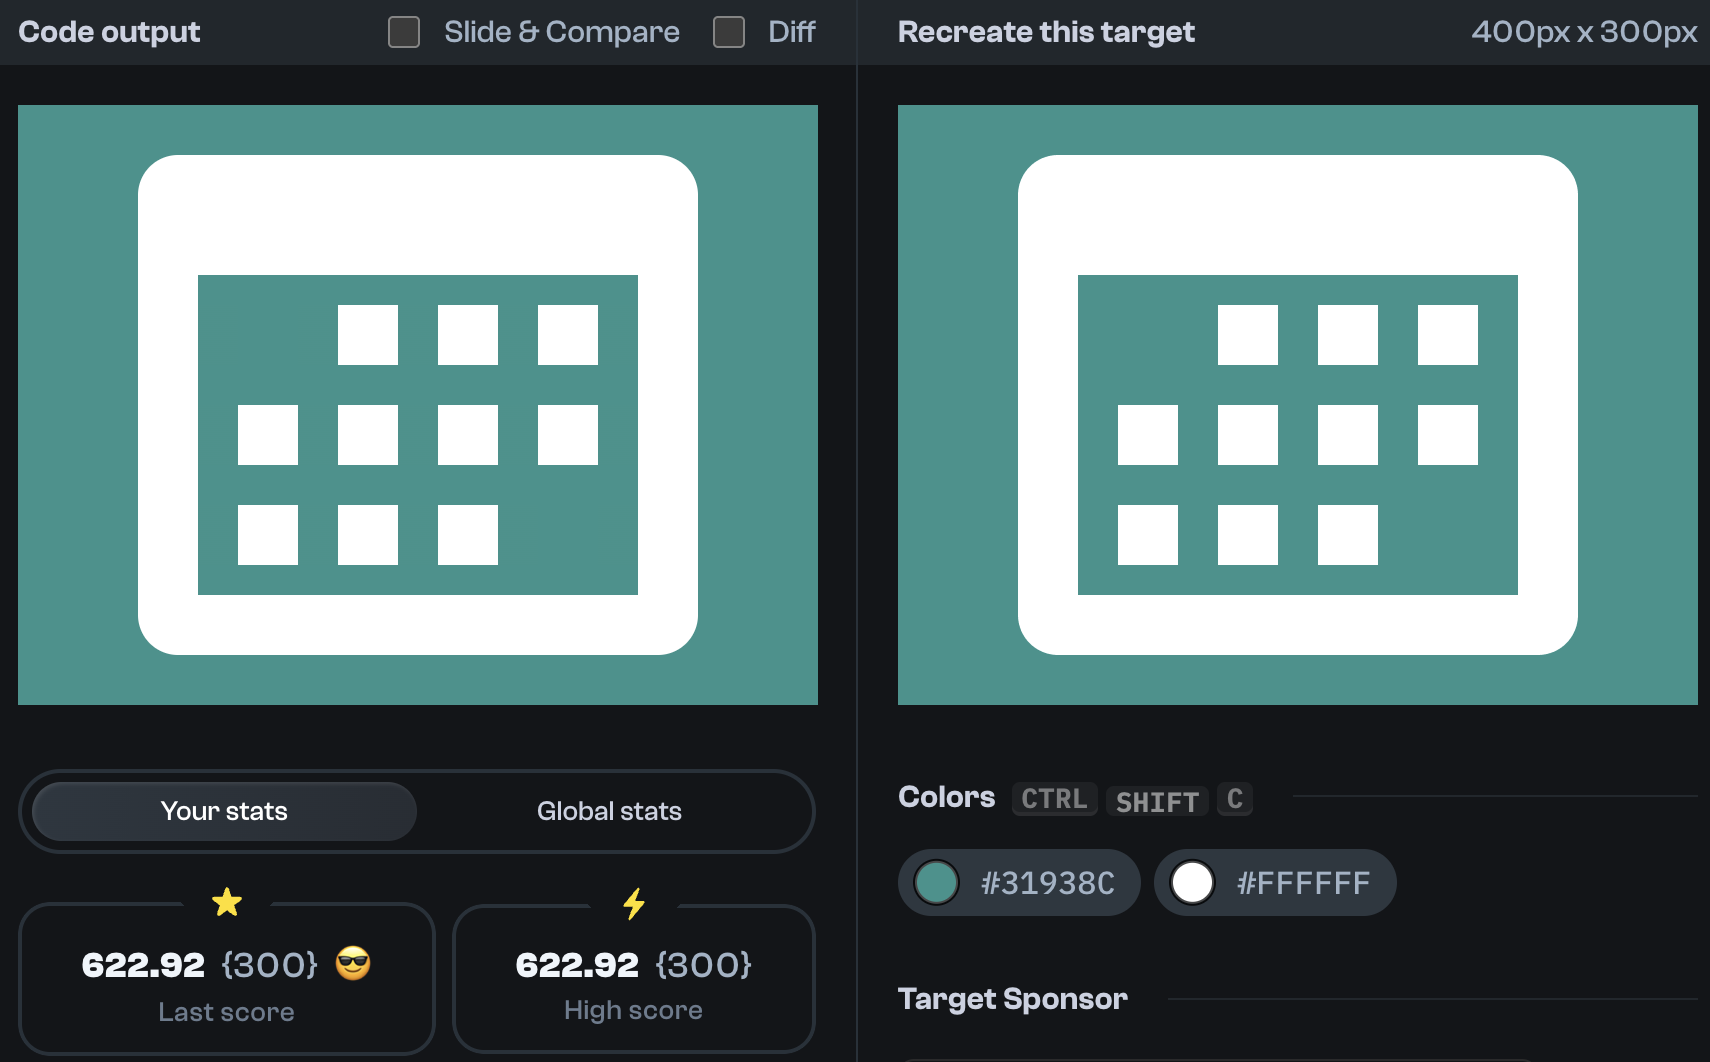 Code output
Slide & Compare
Diff
Recreate this target
400px x 300px
Your stats
Global stats
622.92 {300} 😎
Last score
622.92 {300}
High score
Colors CTRL SHIFT C
#31938C
#FFFFFF
Target Sponsor